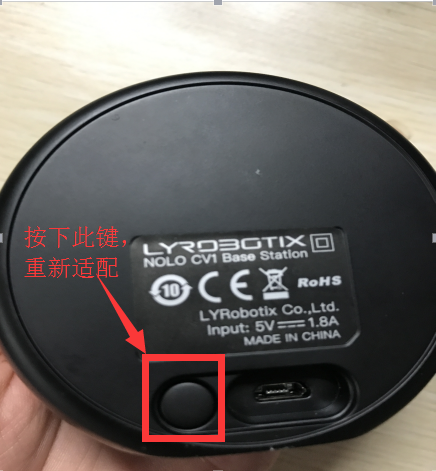 按下此键，
重新适配
LYROBOTIX
NOLO CV1 Base Station
10
CE
RoHS
LYRobotix Co.,Ltd.
Input: 5V⎓1.8A
MADE IN CHINA